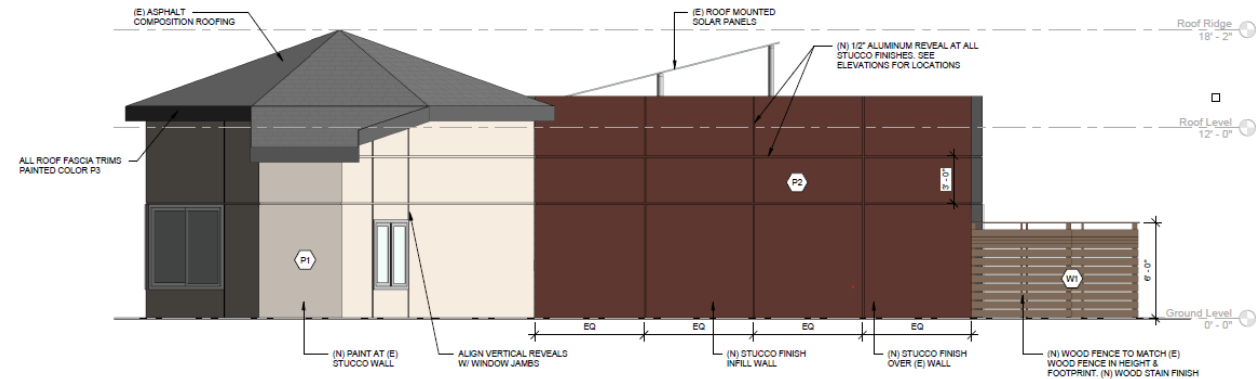 (E) ASPHALT
COMPOSITION ROOFING
(E) ROOF MOUNTED
SOLAR PANELS
(N) 1/2" ALUMINUM REVEAL AT ALL
STUCCO FINISHES. SEE
ELEVATIONS FOR LOCATIONS
Roof Ridge
18' - 2"
Roof Level
12' - 0"
ALL ROOF FASCIA TRIMS
PAINTED COLOR P3
P2
3' - 0"
P1
6' - 0"
W1
Ground Level
0' - 0"
EQ
EQ
EQ
EQ
(N) PAINT AT (E)
STUCCO WALL
ALIGN VERTICAL REVEALS
W/ WINDOW JAMBS
(N) STUCCO FINISH
INFILL WALL
(N) STUCCO FINISH
OVER (E) WALL
(N) WOOD FENCE TO MATCH (E)
WOOD FENCE IN HEIGHT &
FOOTPRINT. (N) WOOD STAIN FINISH